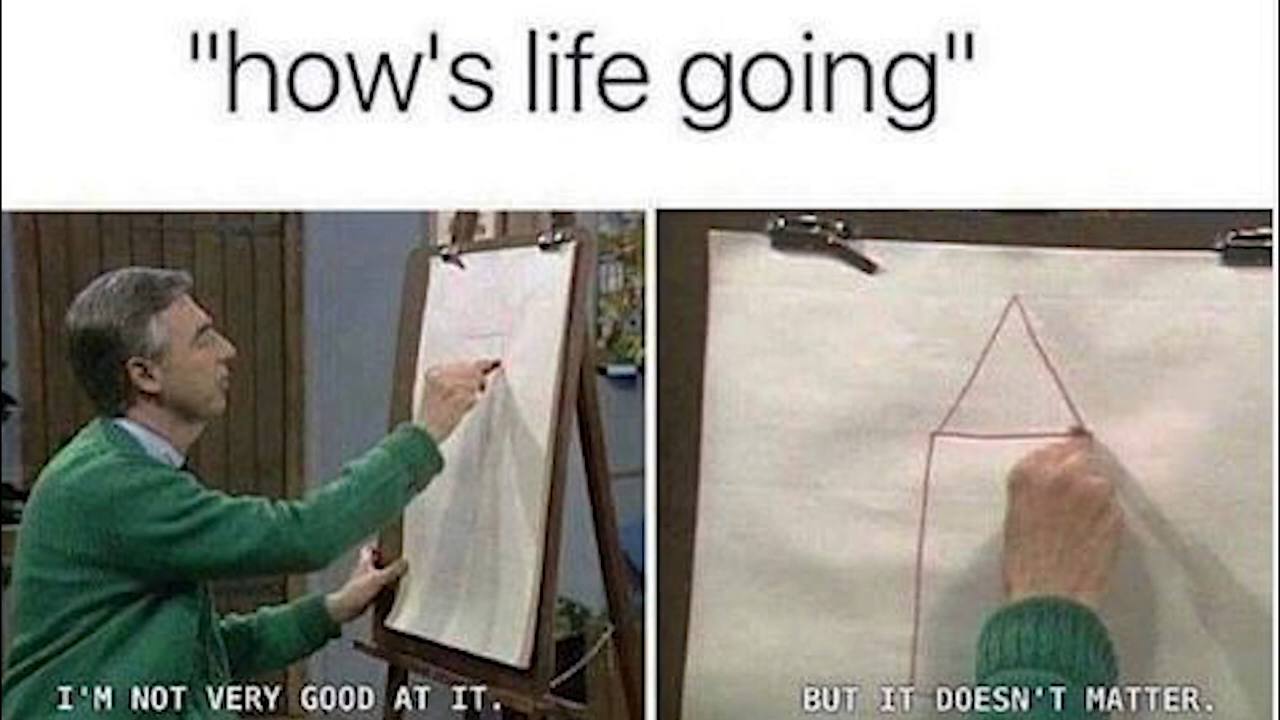 "how's life going"
I'M NOT VERY GOOD AT IT.
BUT IT DOESN'T MATTER.